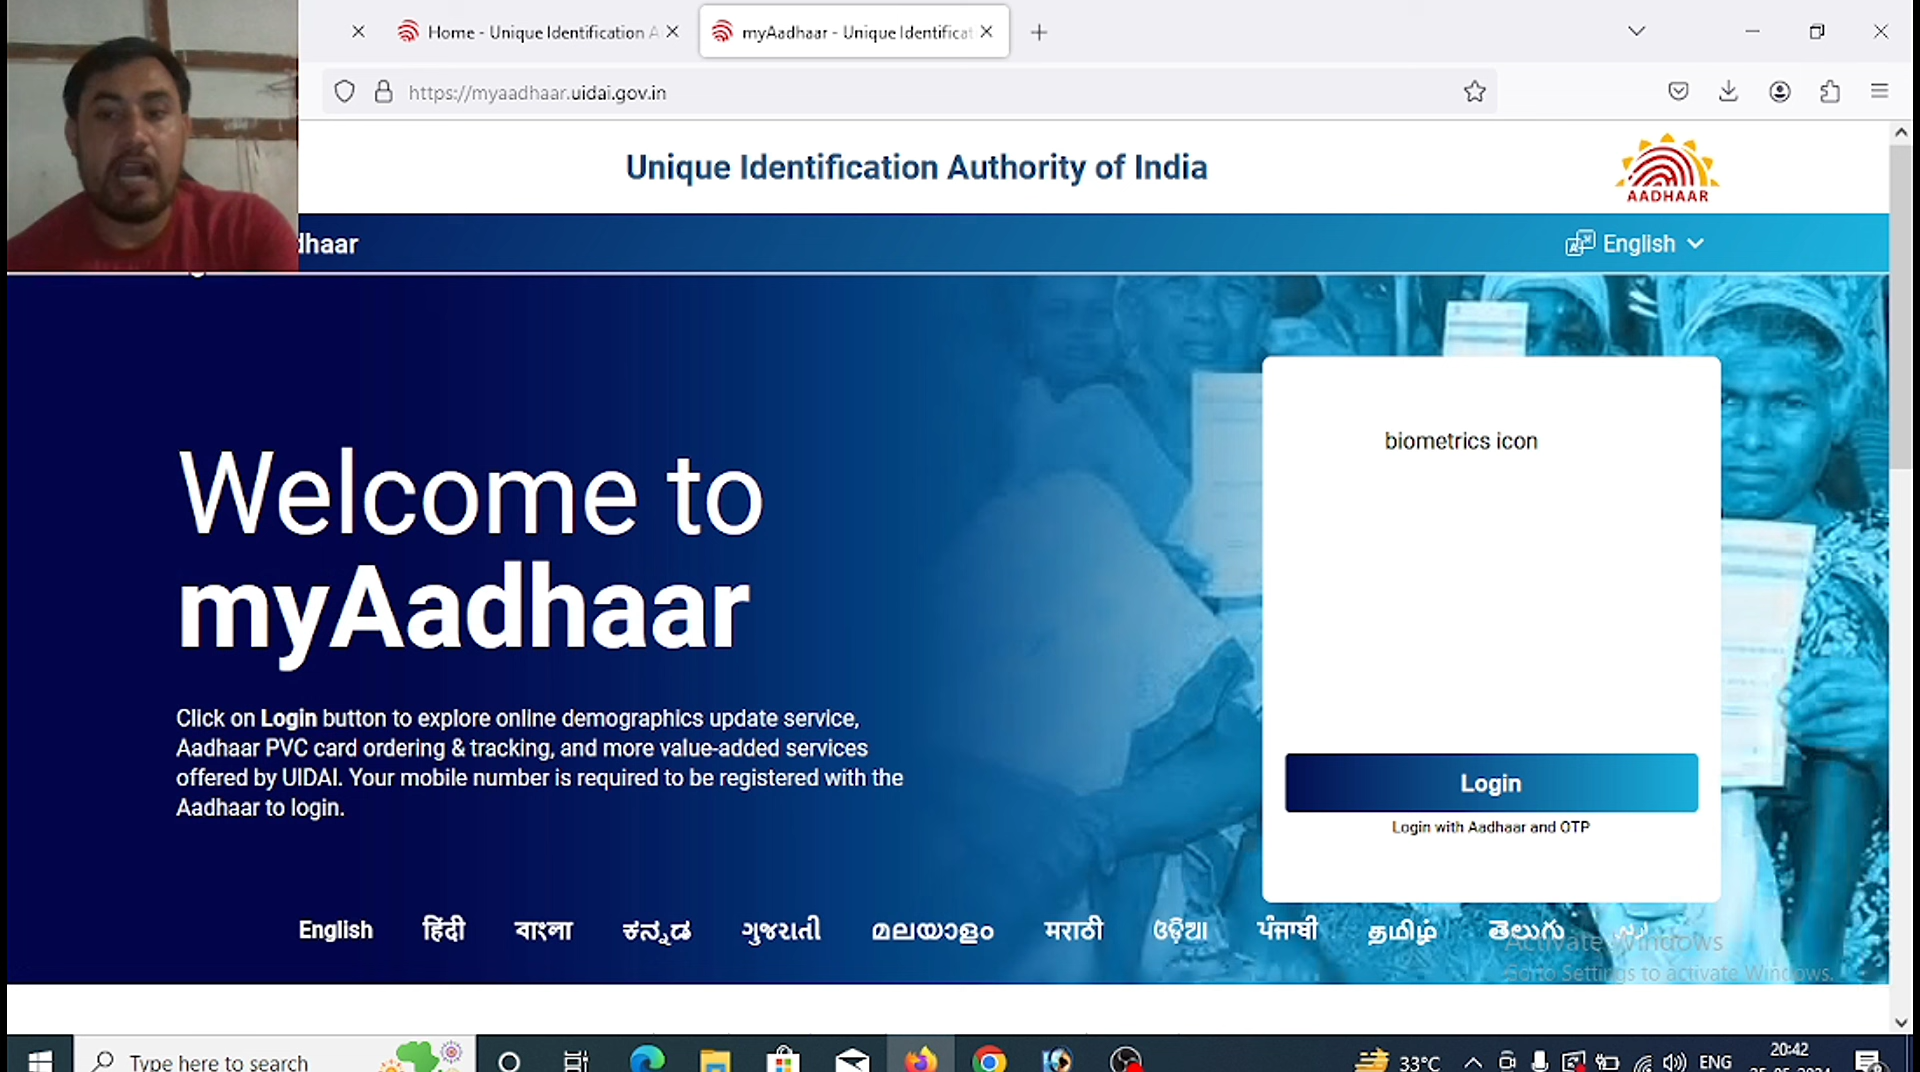 Home - Unique Identification A
myAadhaar - Unique Identificat
https://myaadhaar.uidai.gov.in
Unique Identification Authority of India
AADHAAR
dhaar
English
biometrics icon
Welcome to
myAadhaar
Click on Login button to explore online demographics update service,
Aadhaar PVC card ordering & tracking, and more value-added services
offered by UIDAI. Your mobile number is required to be registered with the
Aadhaar to login.
Login
Login with Aadhaar and OTP
English हिंदी বাংলা ಕನ್ನಡ ગુજરાતી മലയാളം मराठी ଓଡ଼ିଆ ਪੰਜਾਬੀ தமிழ் తెలుగు
Activate Windows
Go to Settings to activate Windows.
Type here to search
33°C
ENG
20:42